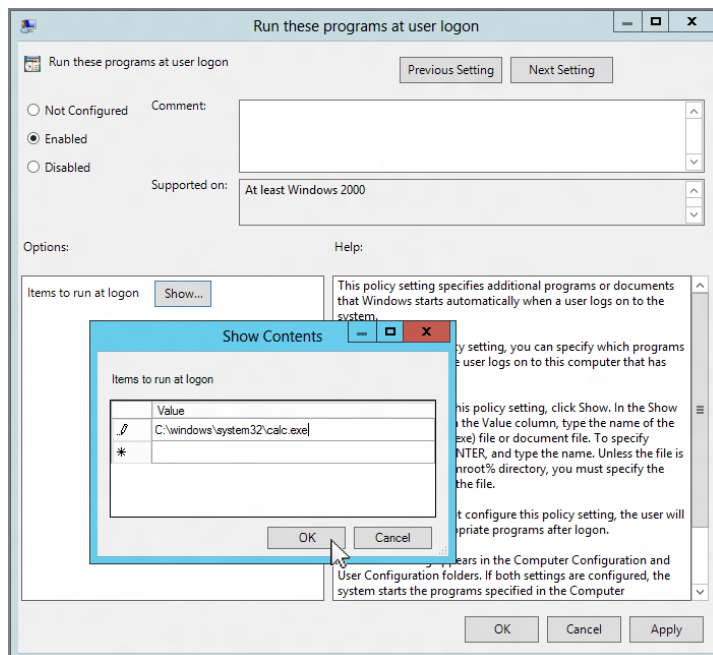 Run these programs at user logon
Run these programs at user logon
Previous Setting
Next Setting
Not Configured
Comment:
Enabled
Disabled
Supported on:
At least Windows 2000
Options:
Help:
Items to run at logon
Show...
This policy setting specifies additional programs or documents
that Windows starts automatically when a user logs on to the
system.
Show Contents
Items to run at logon
Value
C:\windows\system32\calc.exe
OK
Cancel
setting, you can specify which programs
user logs on to this computer that has
this policy setting, click Show. In the Show
the Value column, type the name of the
exe) file or document file. To specify
ENTER, and type the name. Unless the file is
mroot% directory, you must specify the
the file.
t configure this policy setting, the user will
opriate programs after logon.
ears in the Computer Configuration and
User Configuration folders. If both settings are configured, the
system starts the programs specified in the Computer
OK
Cancel
Apply